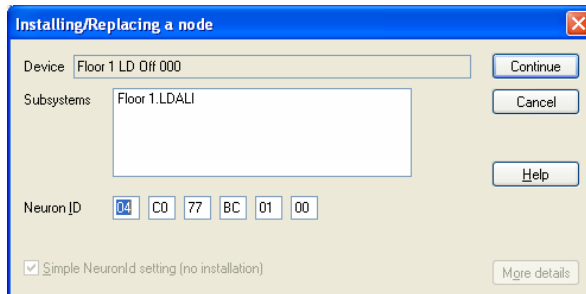 Installing/Replacing a node
Device Floor 1 LD Off 000 Continue
Subsystems Floor 1.LDALI Cancel
Help
Neuron ID 04 C0 77 BC 01 00
Simple NeuronId setting (no installation) More details